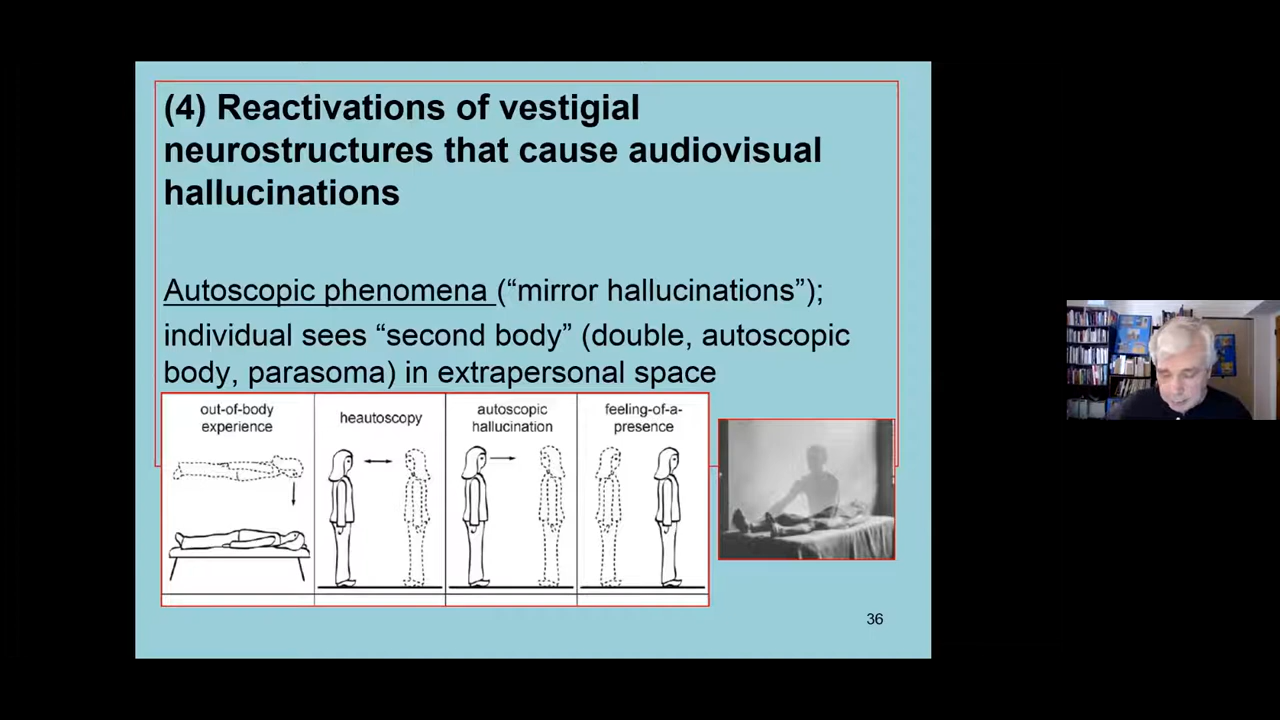 (4) Reactivations of vestigial
neurostructures that cause audiovisual
hallucinations
Autoscopic phenomena (“mirror hallucinations”);
individual sees “second body” (double, autoscopic
body, parasoma) in extrapersonal space
out-of-body
experience
heautoscopy
autoscopic
hallucination
feeling-of-a-
presence
36